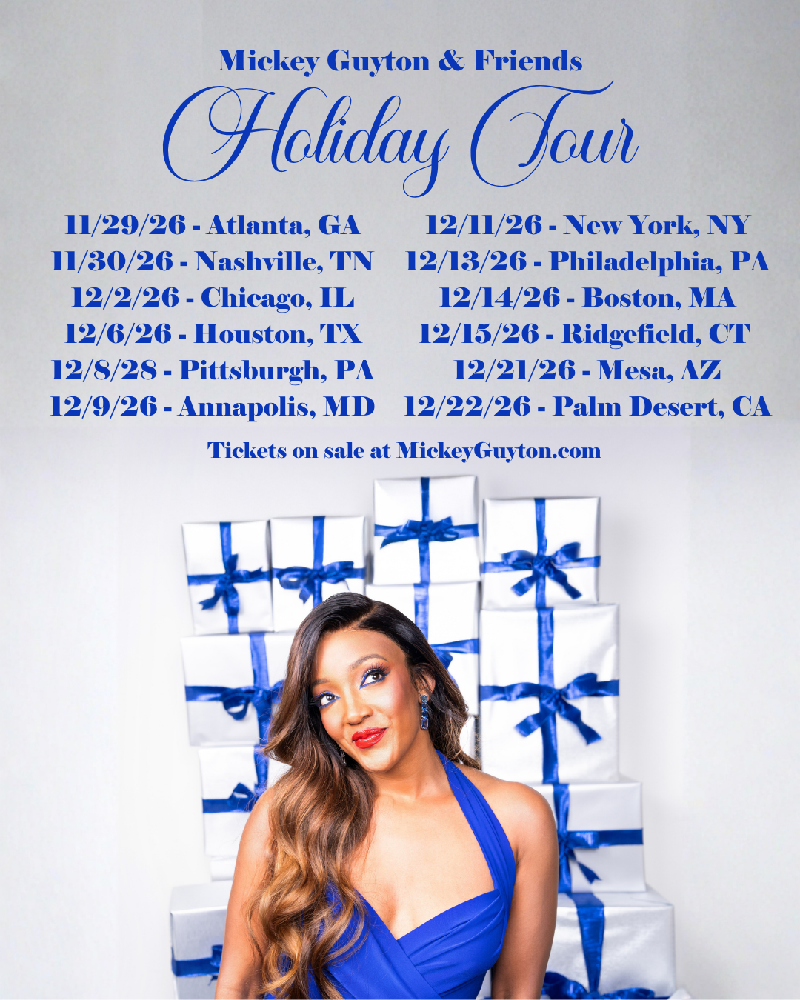 Mickey Guyton & Friends
Holiday Tour
11/29/26 - Atlanta, GA
11/30/26 - Nashville, TN
12/2/26 - Chicago, IL
12/6/26 - Houston, TX
12/8/28 - Pittsburgh, PA
12/9/26 - Annapolis, MD
12/11/26 - New York, NY
12/13/26 - Philadelphia, PA
12/14/26 - Boston, MA
12/15/26 - Ridgefield, CT
12/21/26 - Mesa, AZ
12/22/26 - Palm Desert, CA
Tickets on sale at MickeyGuyton.com